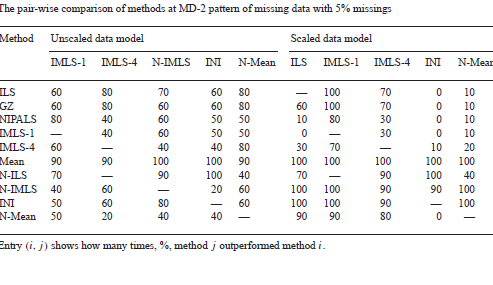 The pair-wise comparison of methods at MD-2 pattern of missing data with 5% missings
Method Unscaled data model Scaled data model
IMLS-1 IMLS-4 N-IMLS INI N-Mean ILS IMLS-1 IMLS-4 INI N-Mean
ILS 60 80 70 60 80 — 100 70 0 10
GZ 60 80 60 60 80 60 100 70 0 10
NIPALS 80 40 60 50 50 10 80 30 0 10
IMLS-1 — 40 60 50 50 0 — 30 0 10
IMLS-4 60 — 40 40 80 30 70 — 10 20
Mean 90 90 100 100 90 100 100 100 100 100
N-ILS 70 — 90 100 40 70 — 90 100 40
N-IMLS 40 60 — 20 60 100 100 90 90 100
INI 50 60 80 — 60 100 100 90 — 100
N-Mean 50 20 40 40 — 90 90 80 0 —
Entry (i, j) shows how many times, %, method j outperformed method i.